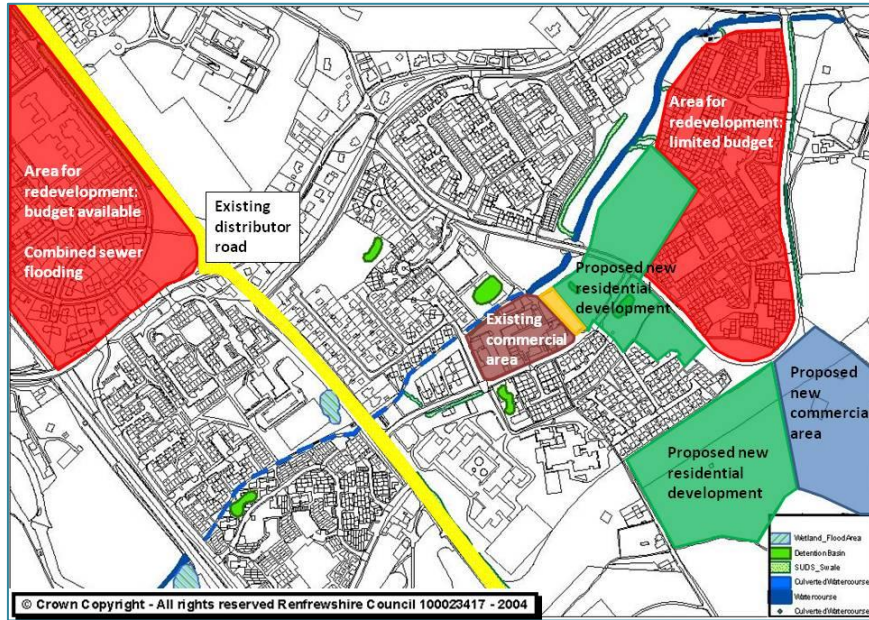 Area for
redevelopment:
budget available
Combined sewer
flooding
Existing
distributor
road
Area for
redevelopment:
limited budget
Proposed new
residential
development
Existing
commercial
area
Proposed
new
commercial
area
Proposed new
residential
development
Wetland_FloodArea
Detention Basin
SUDS_Swale
Culverted Watercourse
Watercourse
Culverted Watercourse
© Crown Copyright - All rights reserved Renfrewshire Council 100023417 - 2004